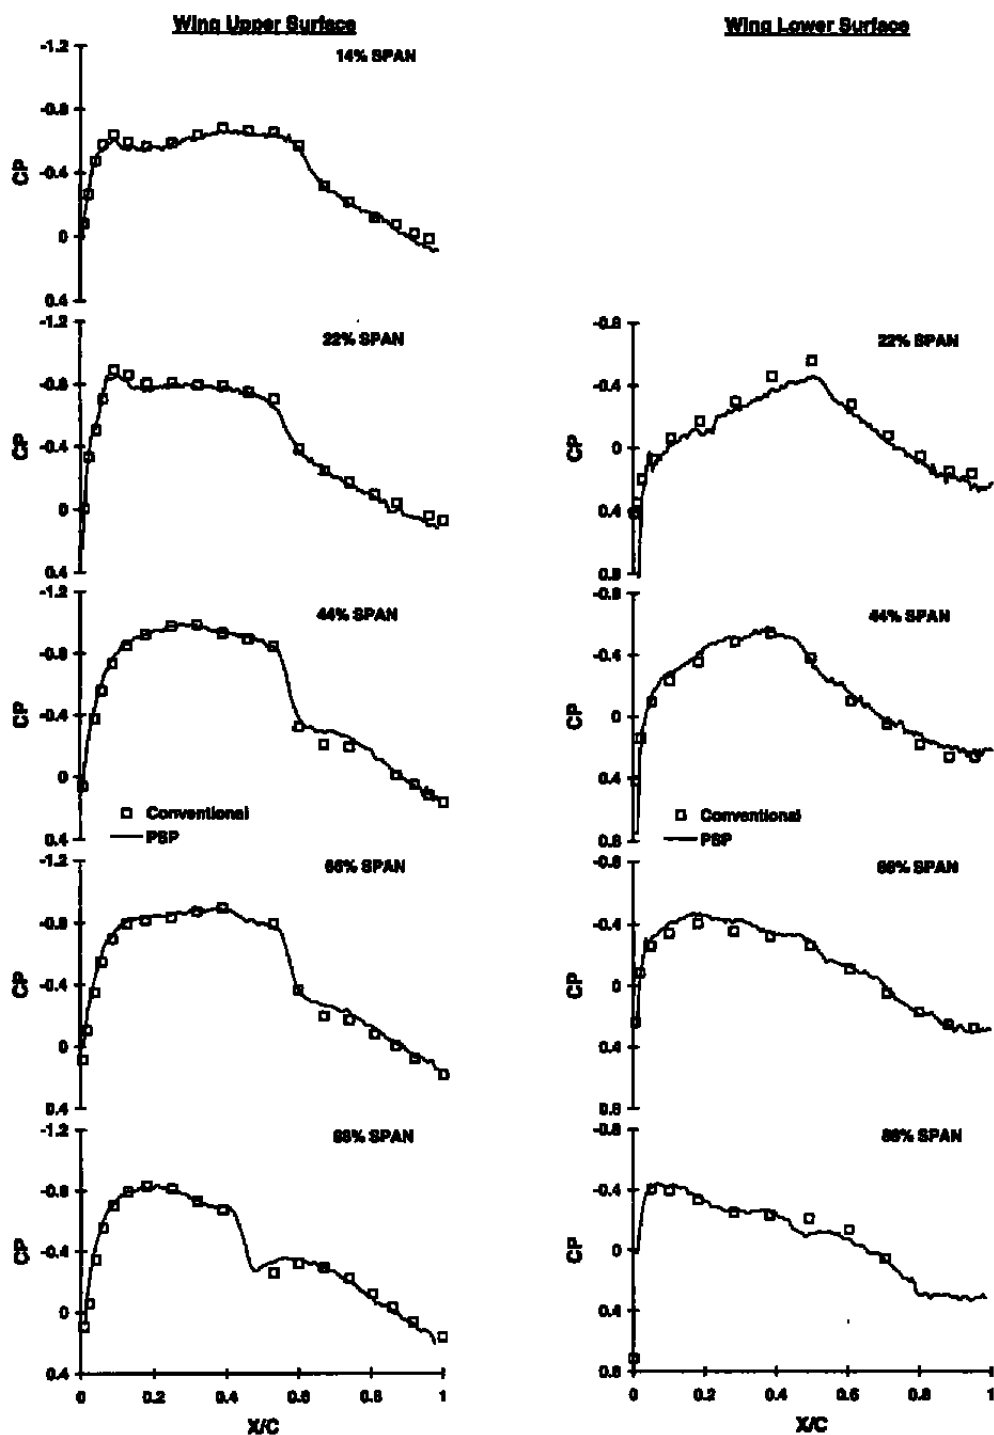 Wing Upper Surface
14% SPAN
-1.2
-0.8
-0.4
0
0.4
CP
22% SPAN
-1.2
-0.8
-0.4
0
0.4
CP
44% SPAN
-1.2
-0.8
-0.4
0
0.4
CP
Conventional
PSP
66% SPAN
-1.2
-0.8
-0.4
0
0.4
CP
88% SPAN
-1.2
-0.8
-0.4
0
0.4
CP
0 0.2 0.4 0.6 0.8 1
X/C
Wing Lower Surface
22% SPAN
-0.8
-0.4
0
0.4
0.8
CP
44% SPAN
-0.8
-0.4
0
0.4
0.8
CP
Conventional
PSP
66% SPAN
-0.8
-0.4
0
0.4
0.8
CP
88% SPAN
-0.8
-0.4
0
0.4
0.8
CP
0 0.2 0.4 0.6 0.8 1
X/C